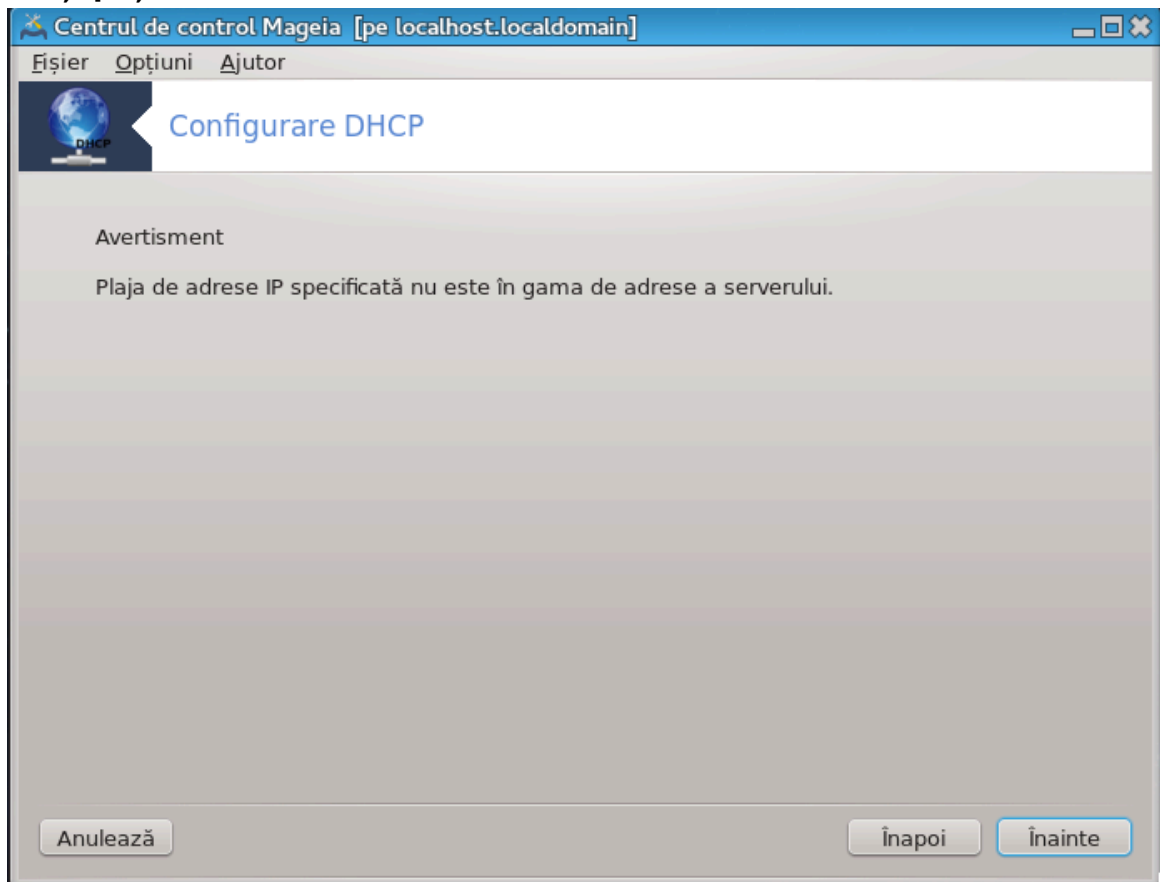 Centrul de control Mageia [pe localhost.localdomain]
Fișier Opțiuni Ajutor
DHCP
Configurare DHCP
Avertisment
Plaja de adrese IP specificată nu este în gama de adrese a serverului.
Anulează Înapoi Înainte